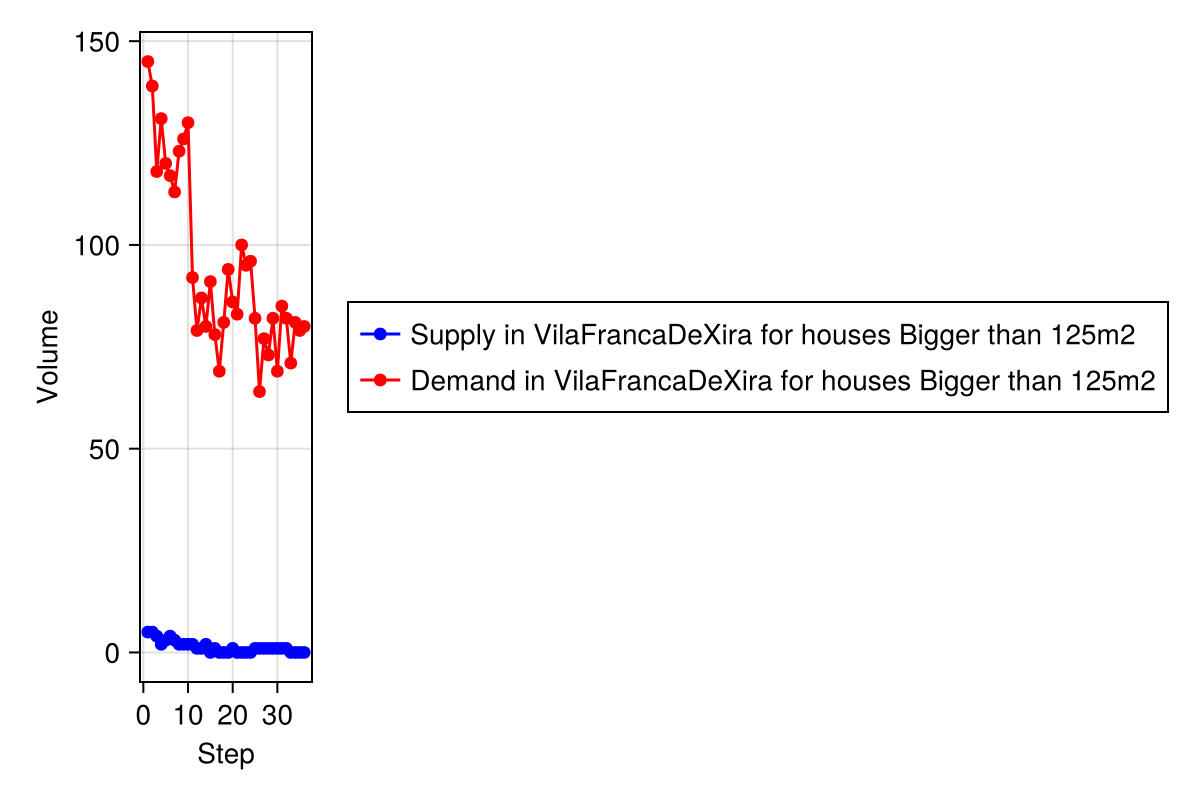 150
100
50
0
Volume
0 10 20 30
Step
Supply in VilaFrancaDeXira for houses Bigger than 125m2
Demand in VilaFrancaDeXira for houses Bigger than 125m2